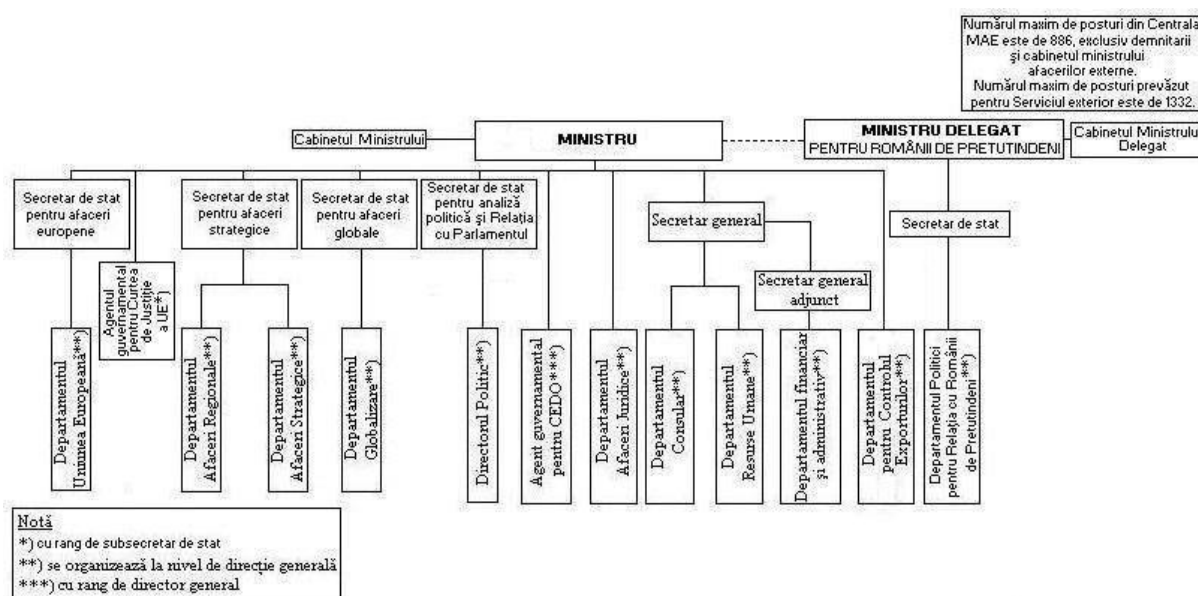 Numărul maxim de posturi din Centrala
MAE este de 886, exclusiv demnitarii
şi cabinetul ministrului
afacerilor externe.
Numărul maxim de posturi prevăzut
pentru Serviciul exterior este de 1332.
Cabinetul Ministrului
MINISTRU
MINISTRU DELEGAT
PENTRU ROMÂNII DE PRETUTINDENI
Cabinetul Ministrului
Delegat
Secretar de stat
pentru afaceri
europene
Secretar de stat
pentru afaceri
strategice
Secretar de stat
pentru afaceri
globale
Secretar de stat
pentru analiză
politică şi Relaţia
cu Parlamentul
Secretar general
Secretar de stat
Secretar general
adjunct
Agentul
guvernamental
pentru Curtea
de Justiţie
a UE*)
Departamentul
Uniunea Europeană**)
Departamentul
Afaceri Regionale**)
Departamentul
Afaceri Strategice**)
Departamentul
Globalizare**)
Directorul Politic**)
Agent guvernamental
pentru CEDO***)
Departamentul
Afaceri Juridice**)
Departamentul
Consular**)
Departamentul
Resurse Umane**)
Departamentul financiar
şi administrativ**)
Departamentul
pentru Controlul
Exporturilor**)
Departamentul Politici
pentru Relaţia cu Românii
de Pretutindeni**)
Notă
*) cu rang de subsecretar de stat
**) se organizează la nivel de direcţie generală
***) cu rang de director general